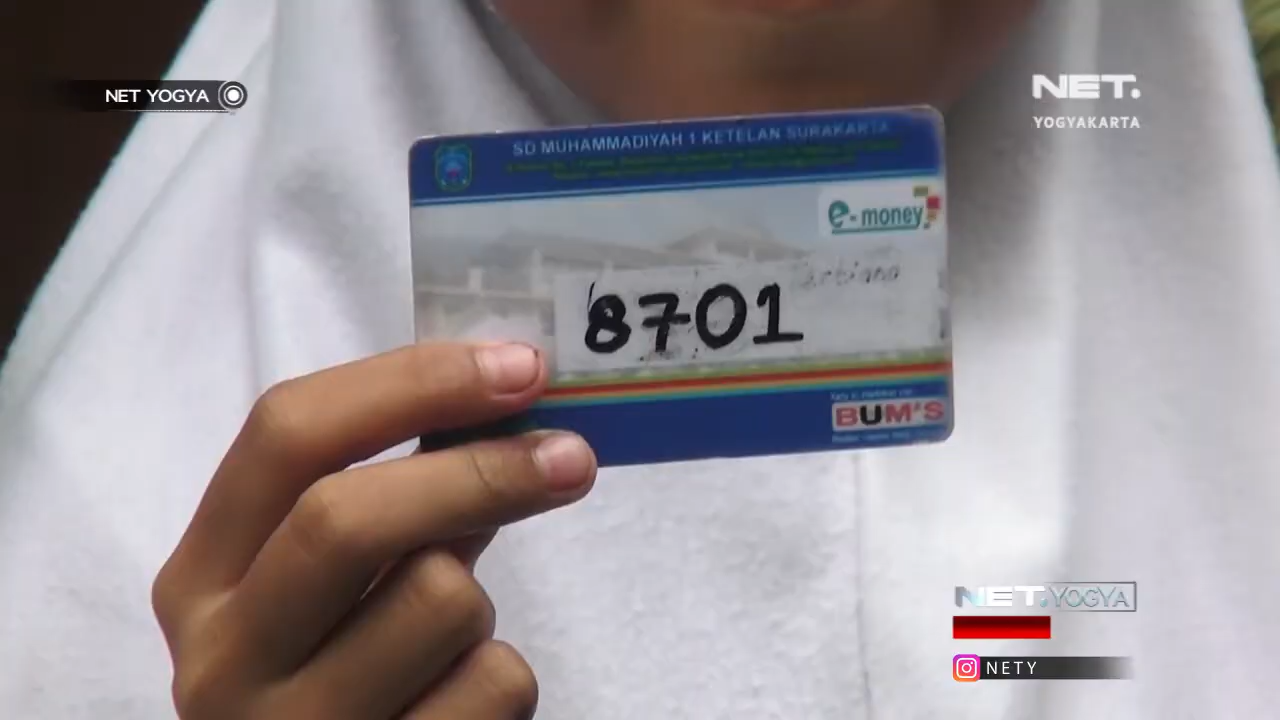 NET YOGYA
NET.
YOGYAKARTA
SD MUHAMMADIYAH 1 KETELAN SURAKARTA
e-money
8701
BUM'S
NET.YOGYA
NETY